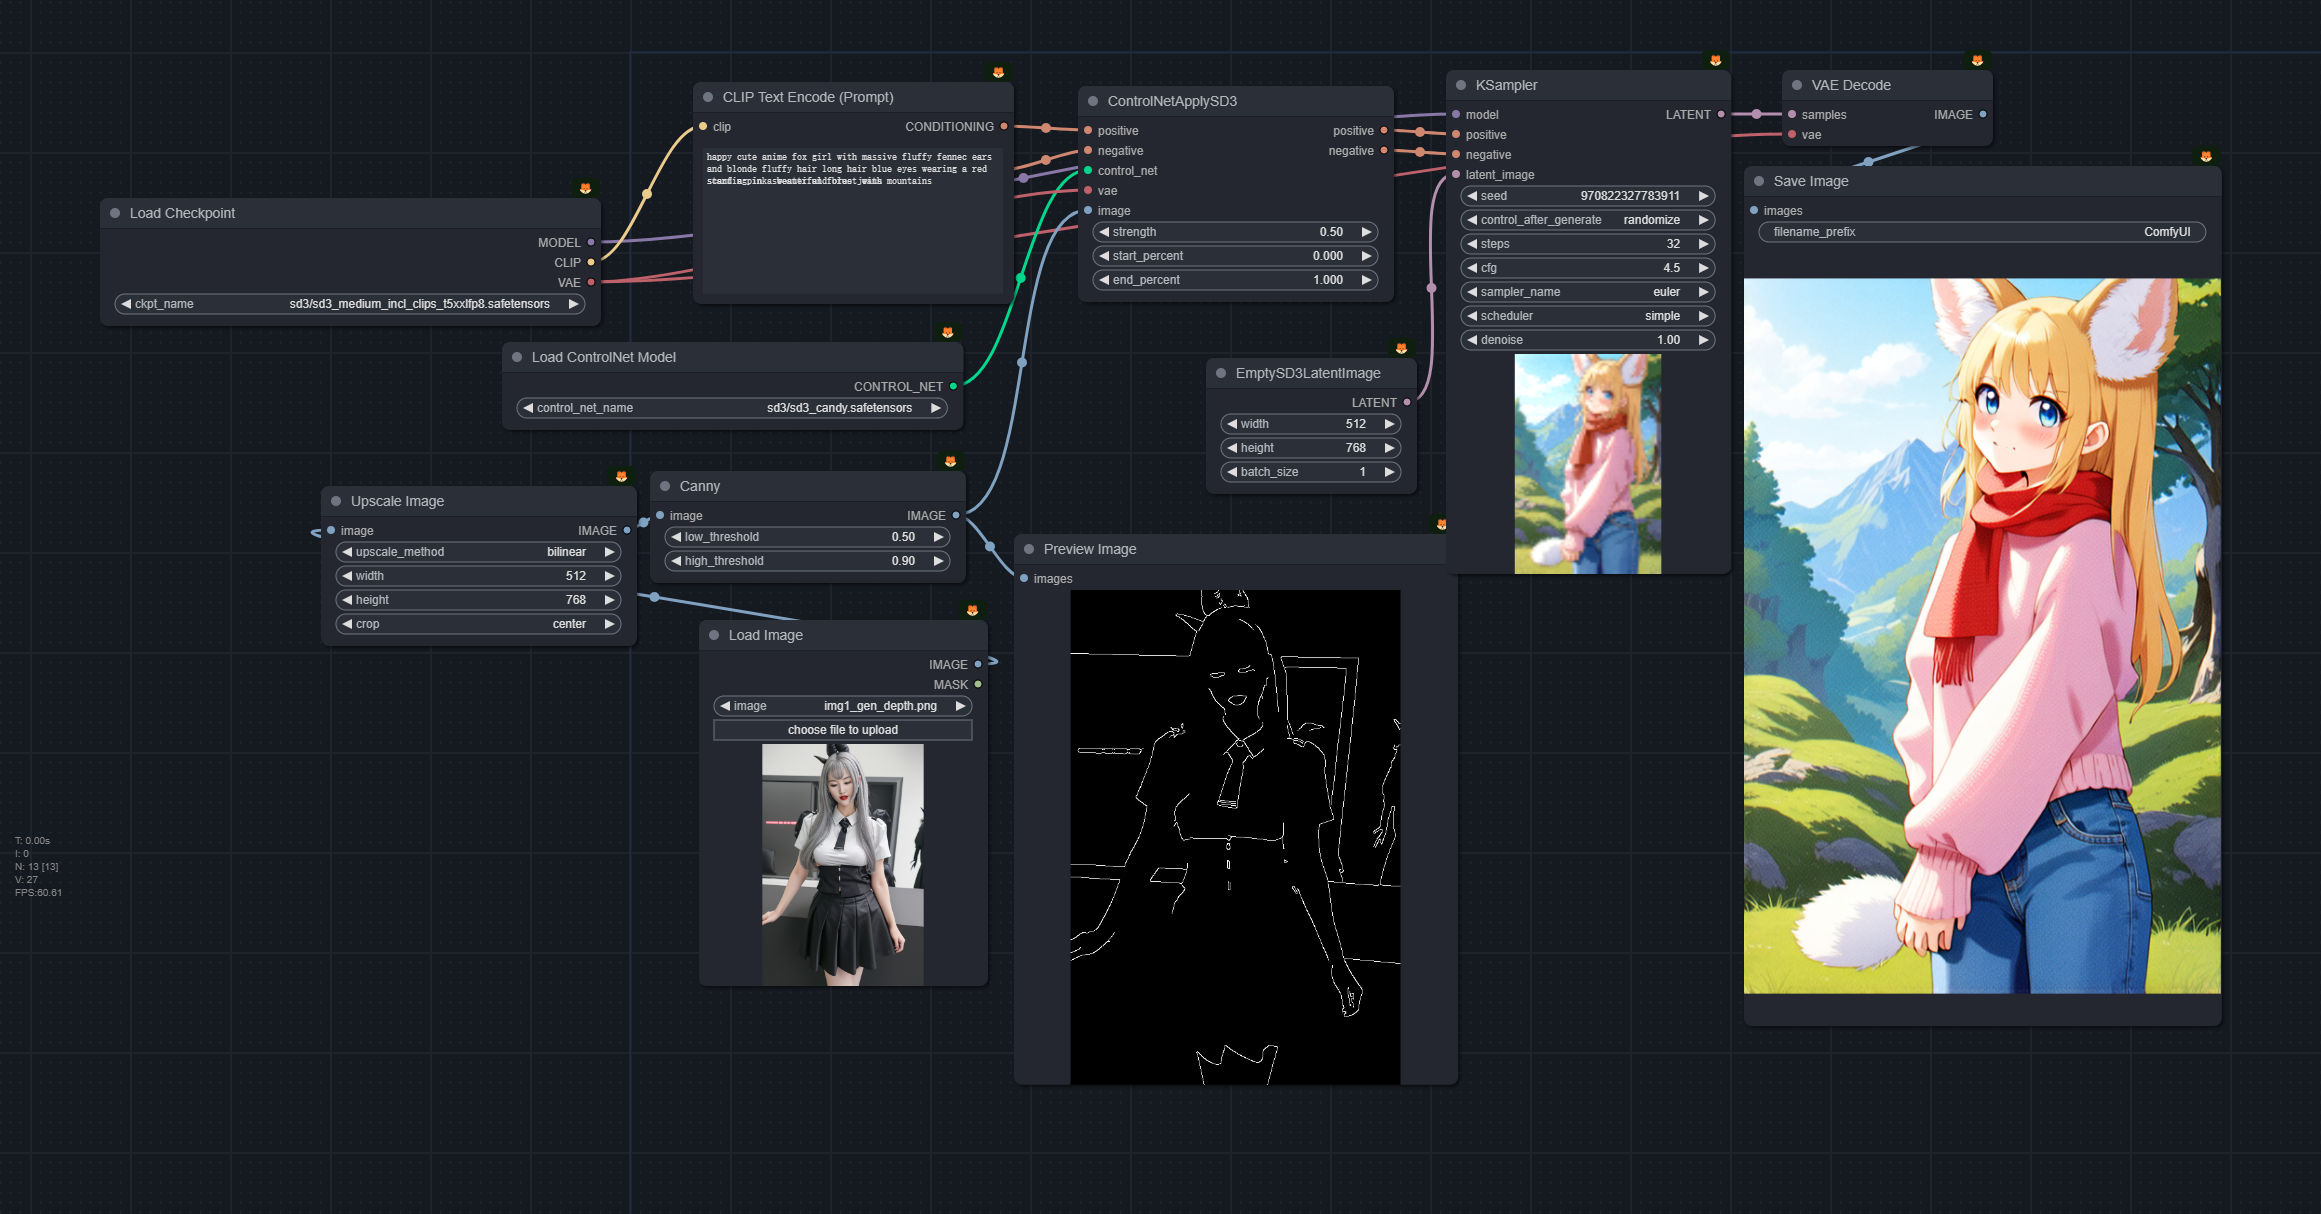 Load Checkpoint
MODEL
CLIP
VAE
ckpt_name sd3/sd3_medium_incl_clips_t5xxlfp8.safetensors
CLIP Text Encode (Prompt)
clip CONDITIONING
happy cute anime fox girl with massive fluffy fennec ears
and blonde fluffy hair long hair blue eyes wearing a red
mountains
Load ControlNet Model
CONTROL_NET
control_net_name sd3/sd3_candy.safetensors
Upscale Image
image IMAGE
upscale_method bilinear
width 512
height 768
crop center
Canny
image IMAGE
low_threshold 0.50
high_threshold 0.90
Load Image
IMAGE
MASK
image img1_gen_depth.png
choose file to upload
ControlNetApplySD3
positive positive
negative negative
control_net
vae
image
strength 0.50
start_percent 0.000
end_percent 1.000
EmptySD3LatentImage
LATENT
width 512
height 768
batch_size 1
Preview Image
images
KSampler
model LATENT
positive
negative
latent_image
seed 970822327783911
control_after_generate randomize
steps 32
cfg 4.5
sampler_name euler
scheduler simple
denoise 1.00
VAE Decode
samples IMAGE
vae
Save Image
images
filename_prefix ComfyUI
T: 0.00s
I: 0
N: 13 [13]
V: 27
FPS:60.61